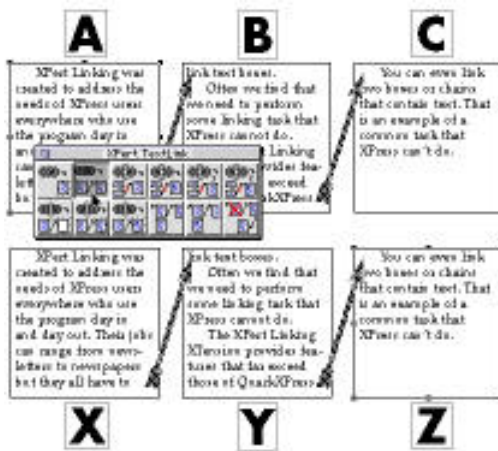 A B C
XPert Linking was
created to address the
needs of XPress users
everywhere who use
the program day in
link text boxes.
Often we find that
we need to perform
some linking task that
XPress cannot do.
Linking
exceed
You can even link
two boxes or chains
that contain text. That
is an example of a
common task that
XPress can't do.
XPert TextLink
XPert Linking was
created to address the
needs of XPress users
everywhere who use
the program day in
and day out. Their jobs
can range from news-
letters to newspapers
but they all have to
link text boxes.
Often we find that
we need to perform
some linking task that
XPress cannot do.
The XPert Linking
XTension provides fea-
tures that far exceed
those of QuarkXPress
You can even link
two boxes or chains
that contain text. That
is an example of a
common task that
XPress can't do.
X Y Z